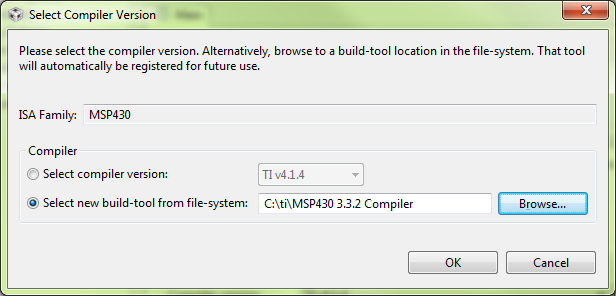 Select Compiler Version
Please select the compiler version. Alternatively, browse to a build-tool location in the file-system. That tool
will automatically be registered for future use.
ISA Family: MSP430
Compiler
Select compiler version: TI v4.1.4
Select new build-tool from file-system: C:\ti\MSP430 3.3.2 Compiler Browse...
OK Cancel